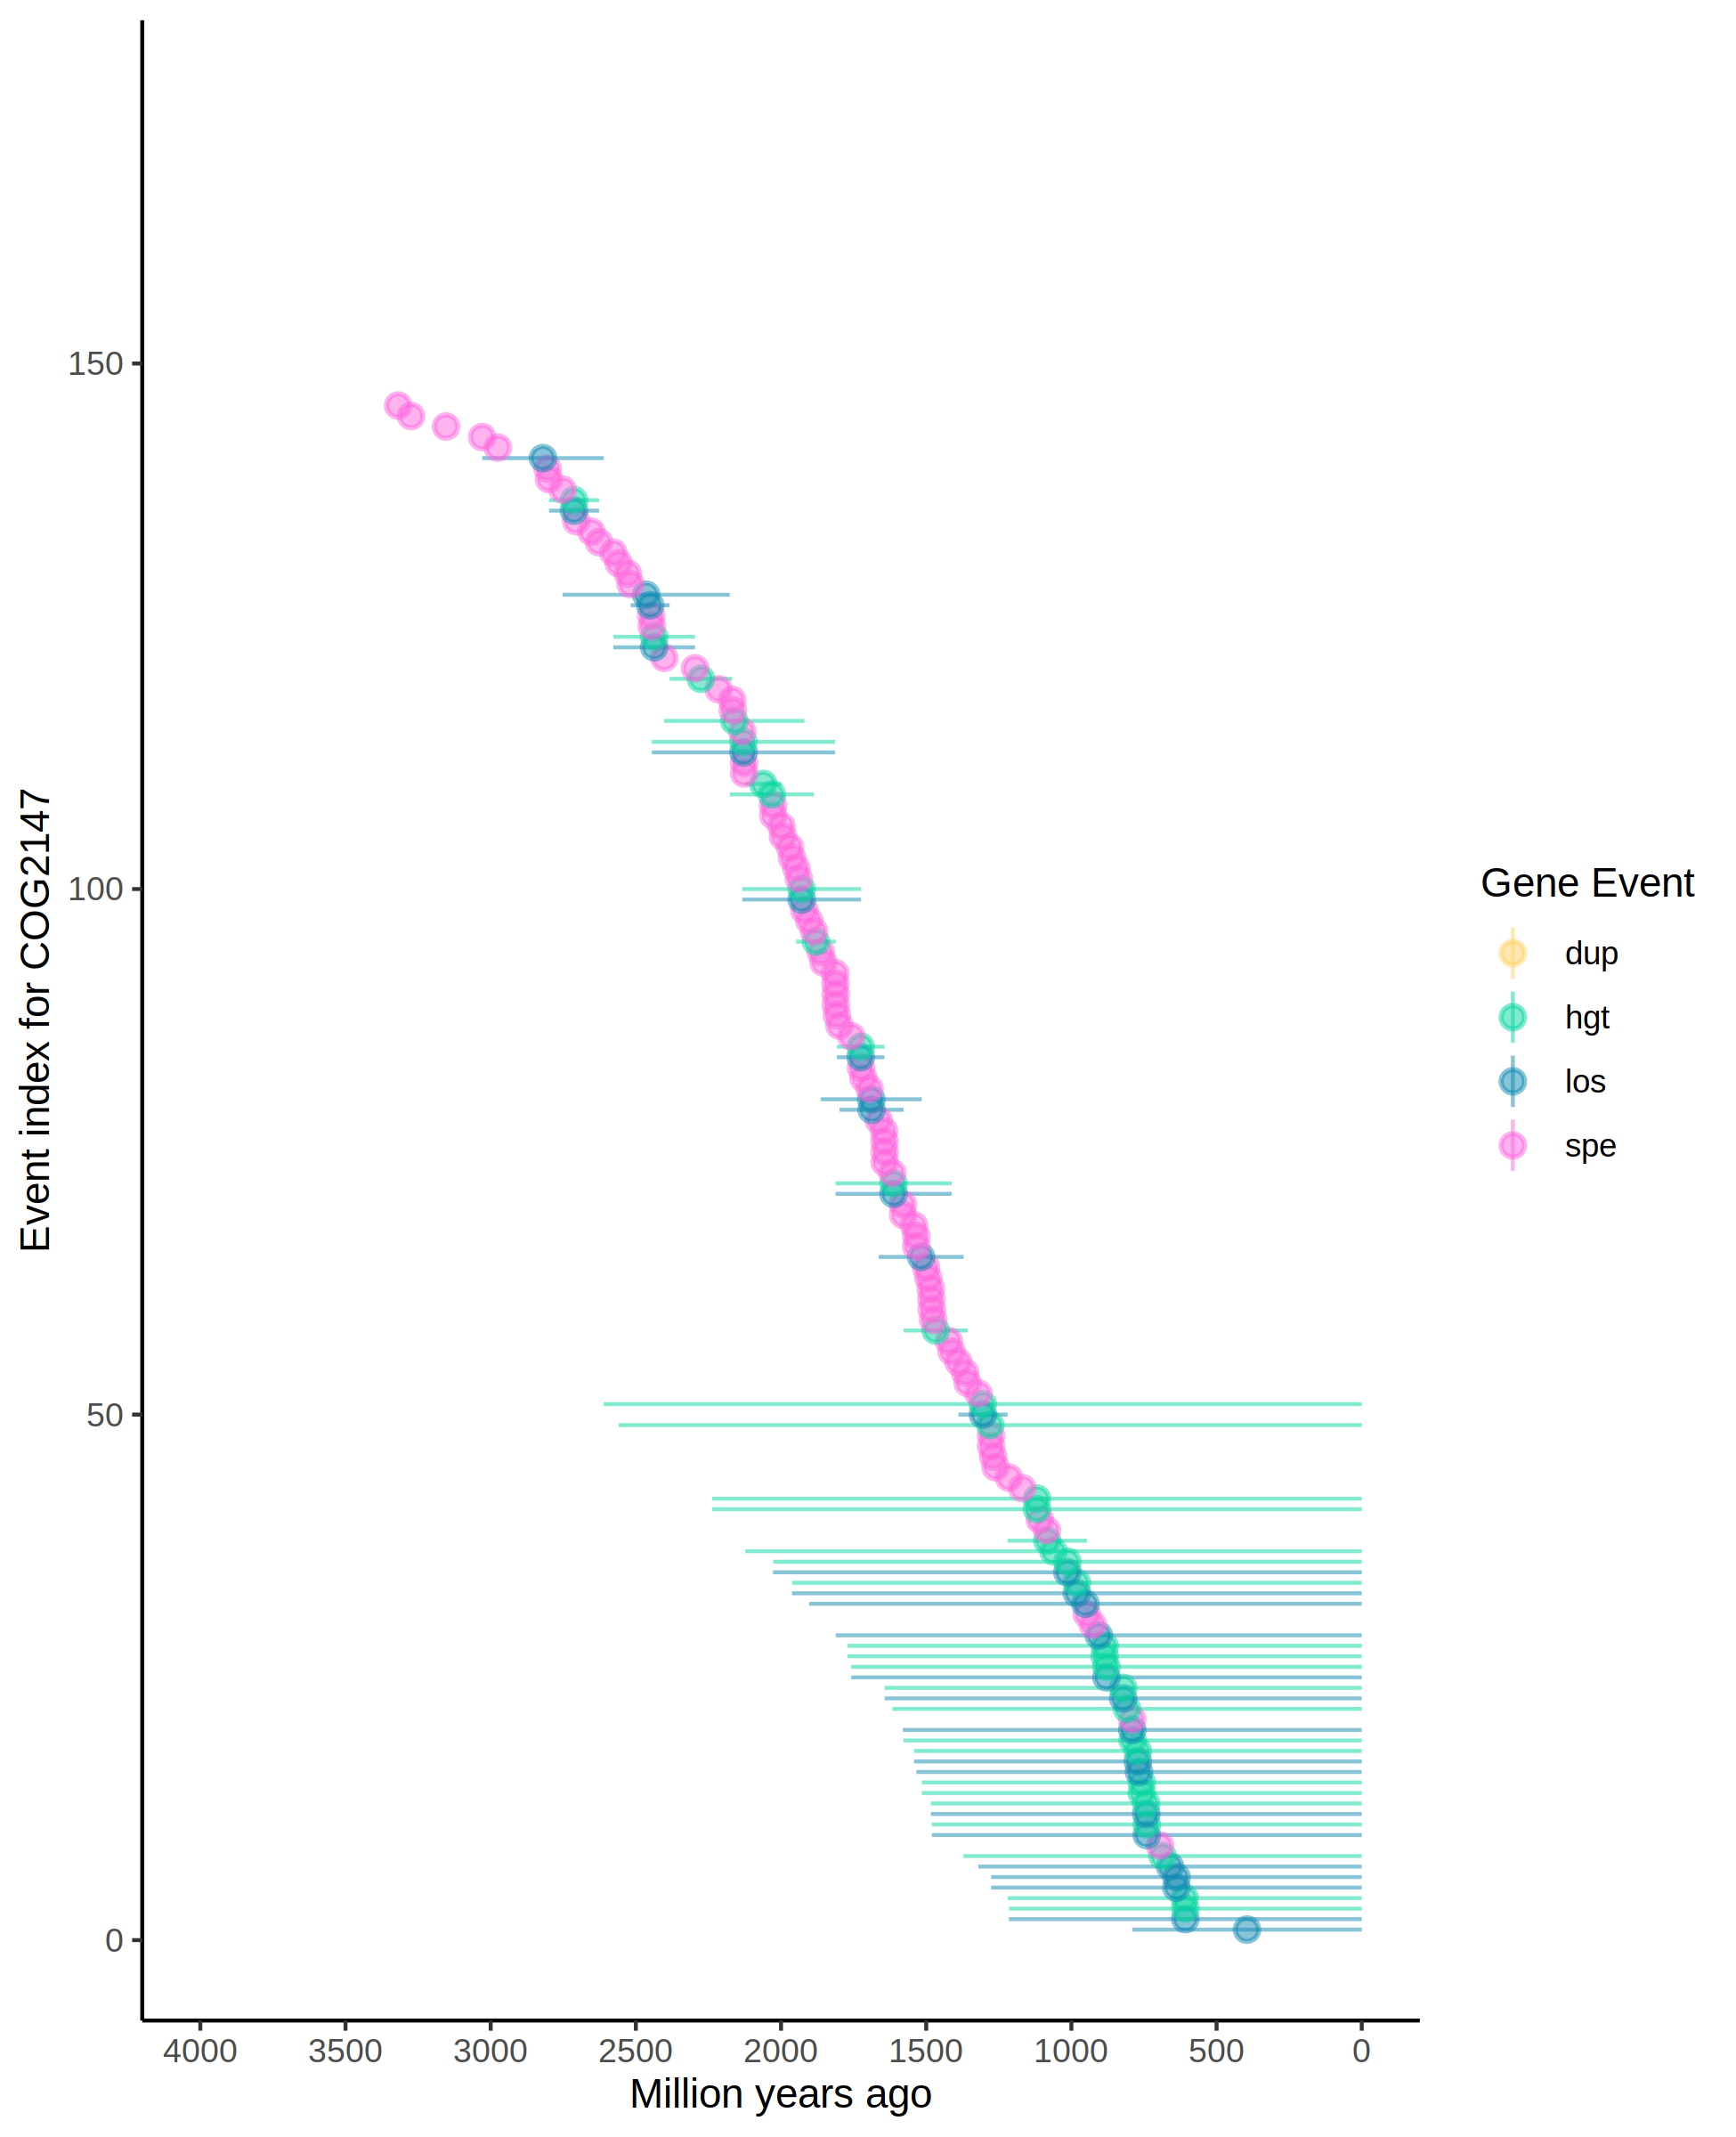 150
100
50
0
Event index for COG2147
4000 3500 3000 2500 2000 1500 1000 500 0
Million years ago
Gene Event
dup
hgt
los
spe